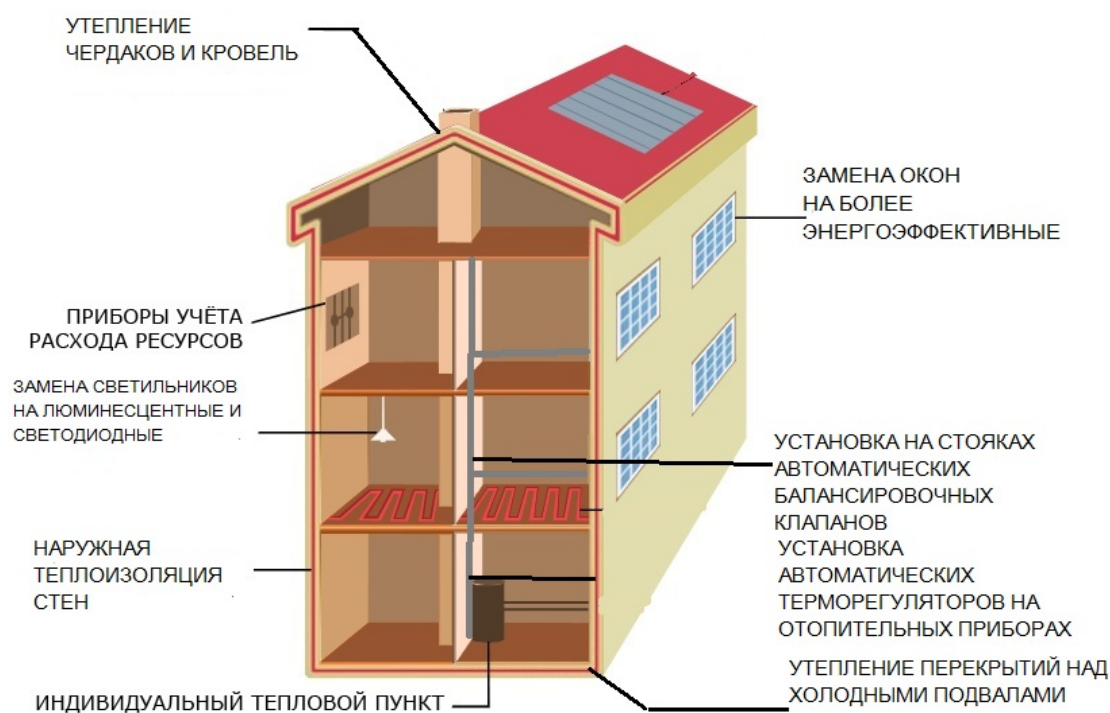 УТЕПЛЕНИЕ
ЧЕРДАКОВ И КРОВЕЛЬ
ЗАМЕНА ОКОН
НА БОЛЕЕ
ЭНЕРГОЭФФЕКТИВНЫЕ
ПРИБОРЫ УЧЁТА
РАСХОДА РЕСУРСОВ
ЗАМЕНА СВЕТИЛЬНИКОВ
НА ЛЮМИНЕСЦЕНТНЫЕ И
СВЕТОДИОДНЫЕ
УСТАНОВКА НА СТОЯКАХ
АВТОМАТИЧЕСКИХ
БАЛАНСИРОВОЧНЫХ
КЛАПАНОВ
УСТАНОВКА
АВТОМАТИЧЕСКИХ
ТЕРМОРЕГУЛЯТОРОВ НА
ОТОПИТЕЛЬНЫХ ПРИБОРАХ
НАРУЖНАЯ
ТЕПЛОИЗОЛЯЦИЯ
СТЕН
УТЕПЛЕНИЕ ПЕРЕКРЫТИЙ НАД
ХОЛОДНЫМИ ПОДВАЛАМИ
ИНДИВИДУАЛЬНЫЙ ТЕПЛОВОЙ ПУНКТ